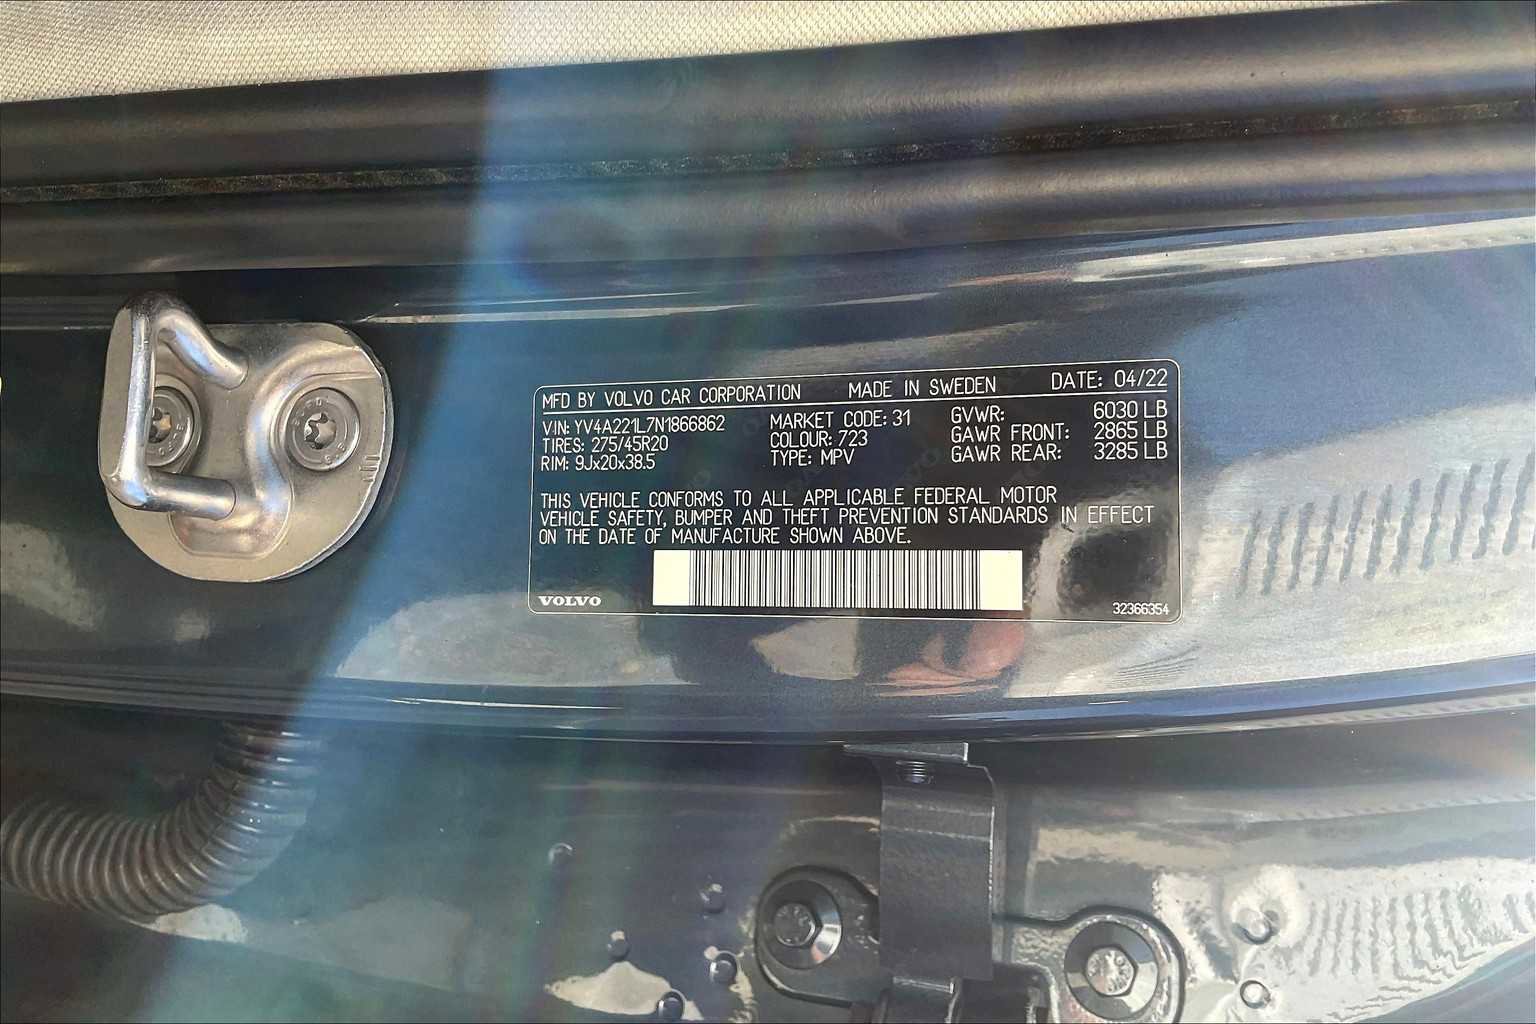 MFD BY VOLVO CAR CORPORATION MADE IN SWEDEN DATE: 04/22
VIN: YV4A221L7N1866862 MARKET CODE: 31 GVWR: 6030 LB
TIRES: 275/45R20 COLOUR: 723 GAWR FRONT: 2865 LB
RIM: 9Jx20x38.5 TYPE: MPV GAWR REAR: 3285 LB
THIS VEHICLE CONFORMS TO ALL APPLICABLE FEDERAL MOTOR
VEHICLE SAFETY, BUMPER AND THEFT PREVENTION STANDARDS IN EFFECT
ON THE DATE OF MANUFACTURE SHOWN ABOVE.
VOLVO 32366354